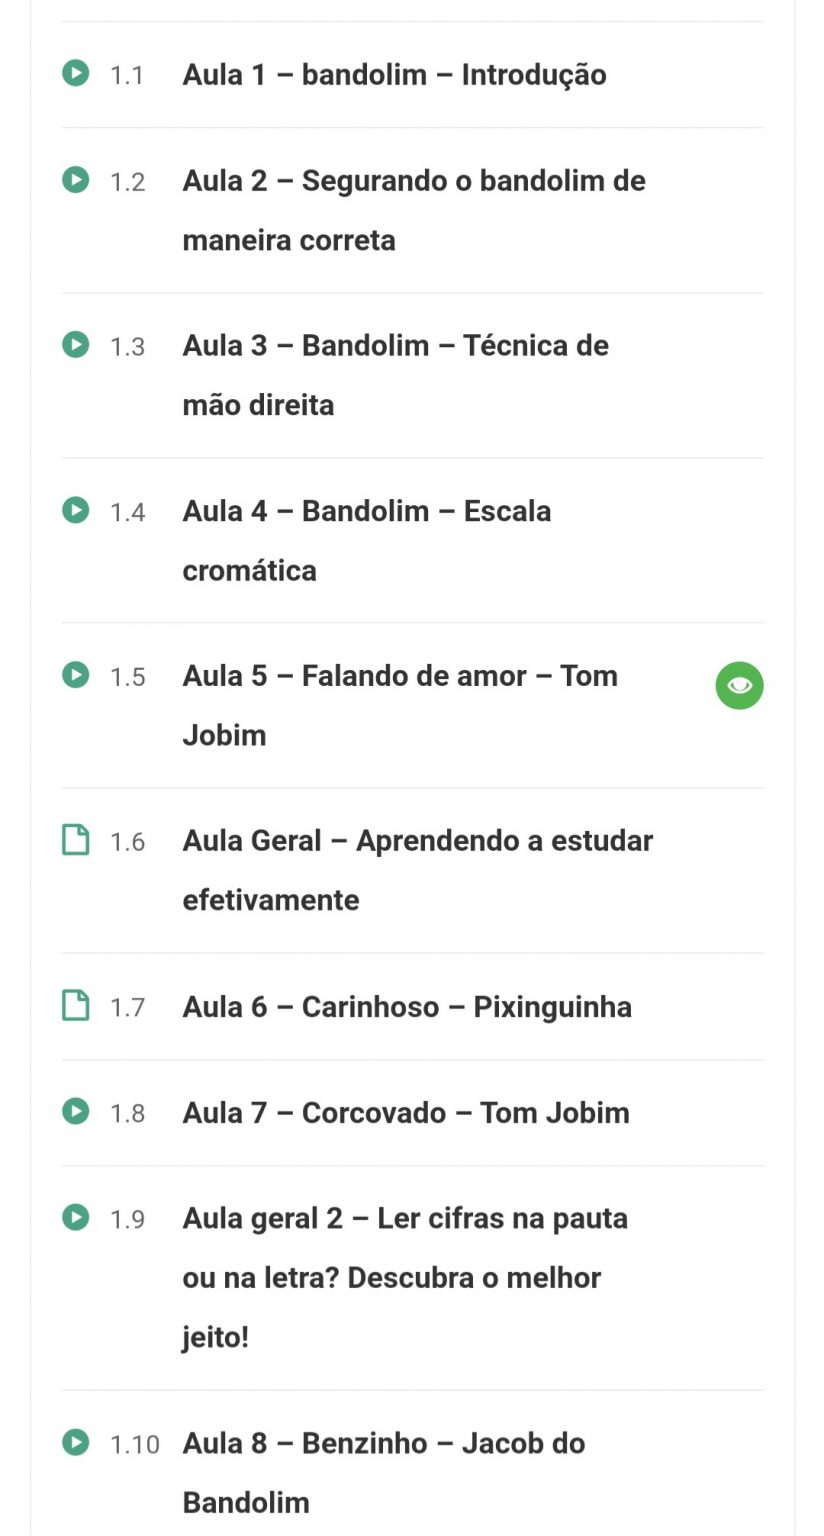 1.1 Aula 1 – bandolim – Introdução
1.2 Aula 2 – Segurando o bandolim de
maneira correta
1.3 Aula 3 – Bandolim – Técnica de
mão direita
1.4 Aula 4 – Bandolim – Escala
cromática
1.5 Aula 5 – Falando de amor – Tom
Jobim
1.6 Aula Geral – Aprendendo a estudar
efetivamente
1.7 Aula 6 – Carinhoso – Pixinguinha
1.8 Aula 7 – Corcovado – Tom Jobim
1.9 Aula geral 2 – Ler cifras na pauta
ou na letra? Descubra o melhor
jeito!
1.10 Aula 8 – Benzinho – Jacob do
Bandolim